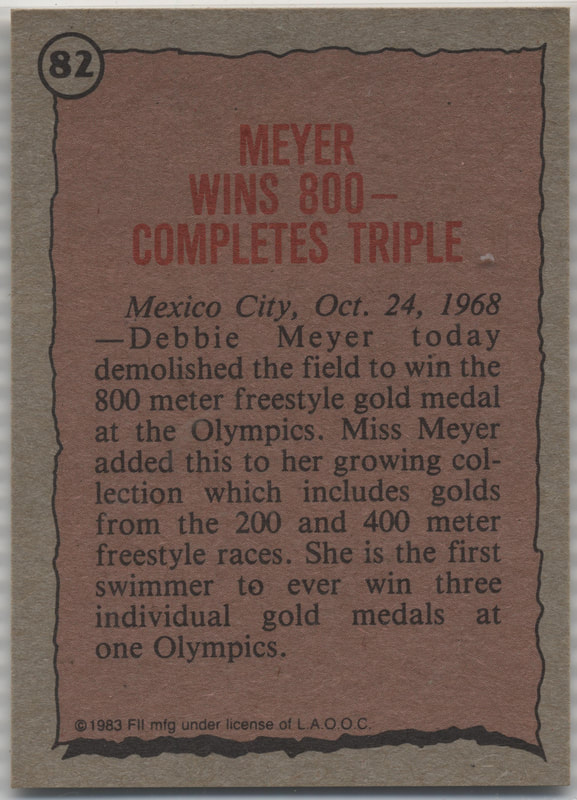 82
MEYER
WINS 800–
COMPLETES TRIPLE
Mexico City, Oct. 24, 1968
—Debbie Meyer today
demolished the field to win the
800 meter freestyle gold medal
at the Olympics. Miss Meyer
added this to her growing col-
lection which includes golds
from the 200 and 400 meter
freestyle races. She is the first
swimmer to ever win three
individual gold medals at
one Olympics.
©1983 FII mfg under license of L.A.O.O.C.